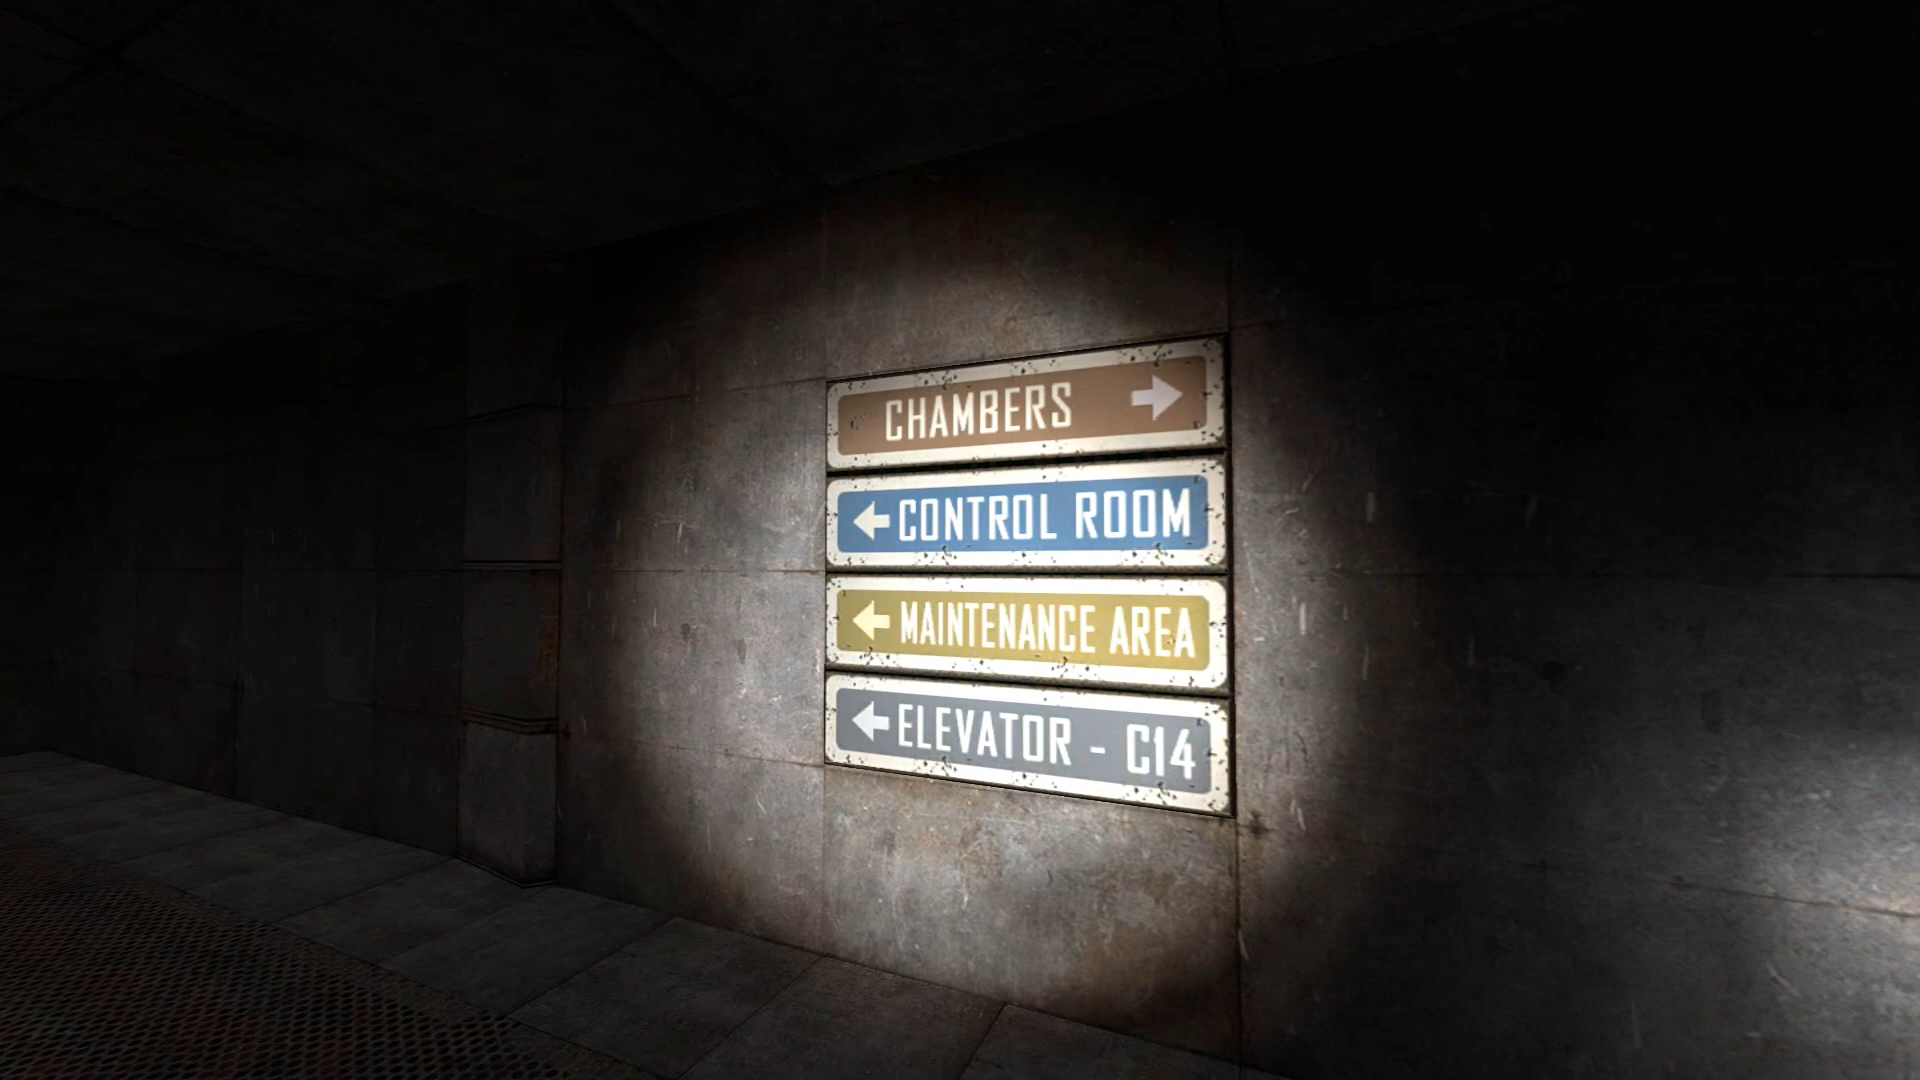 CHAMBERS
CONTROL ROOM
MAINTENANCE AREA
ELEVATOR - C14